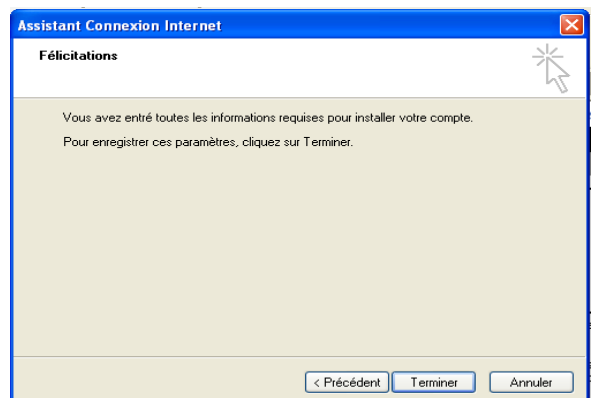 Assistant Connexion Internet
Félicitations
Vous avez entré toutes les informations requises pour installer votre compte.
Pour enregistrer ces paramètres, cliquez sur Terminer.
< Précédent Terminer Annuler